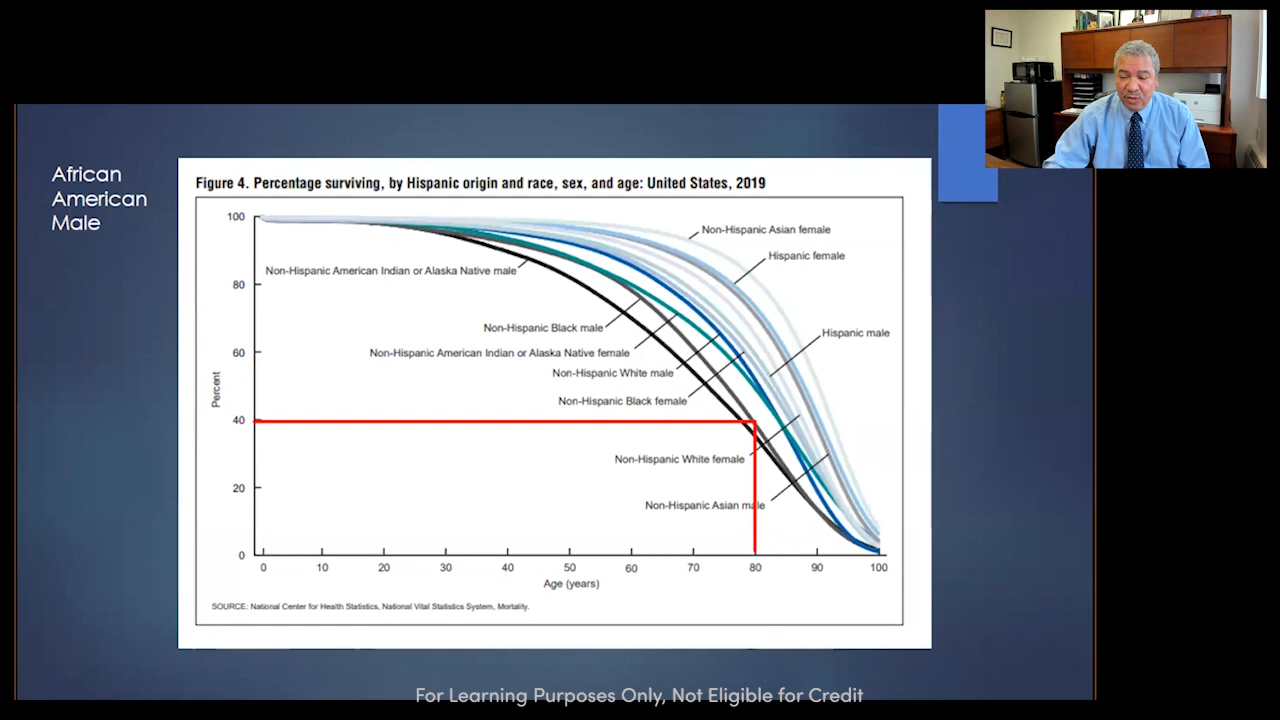 African
American
Male
Figure 4. Percentage surviving, by Hispanic origin and race, sex, and age: United States, 2019
100
80
60
40
20
0
Percent
Non-Hispanic Asian female
Hispanic female
Non-Hispanic American Indian or Alaska Native male
Non-Hispanic Black male
Hispanic male
Non-Hispanic American Indian or Alaska Native female
Non-Hispanic White male
Non-Hispanic Black female
Non-Hispanic White female
Non-Hispanic Asian male
0 10 20 30 40 50 60 70 80 90 100
Age (years)
SOURCE: National Center for Health Statistics, National Vital Statistics System, Mortality.
For Learning Purposes Only, Not Eligible for Credit